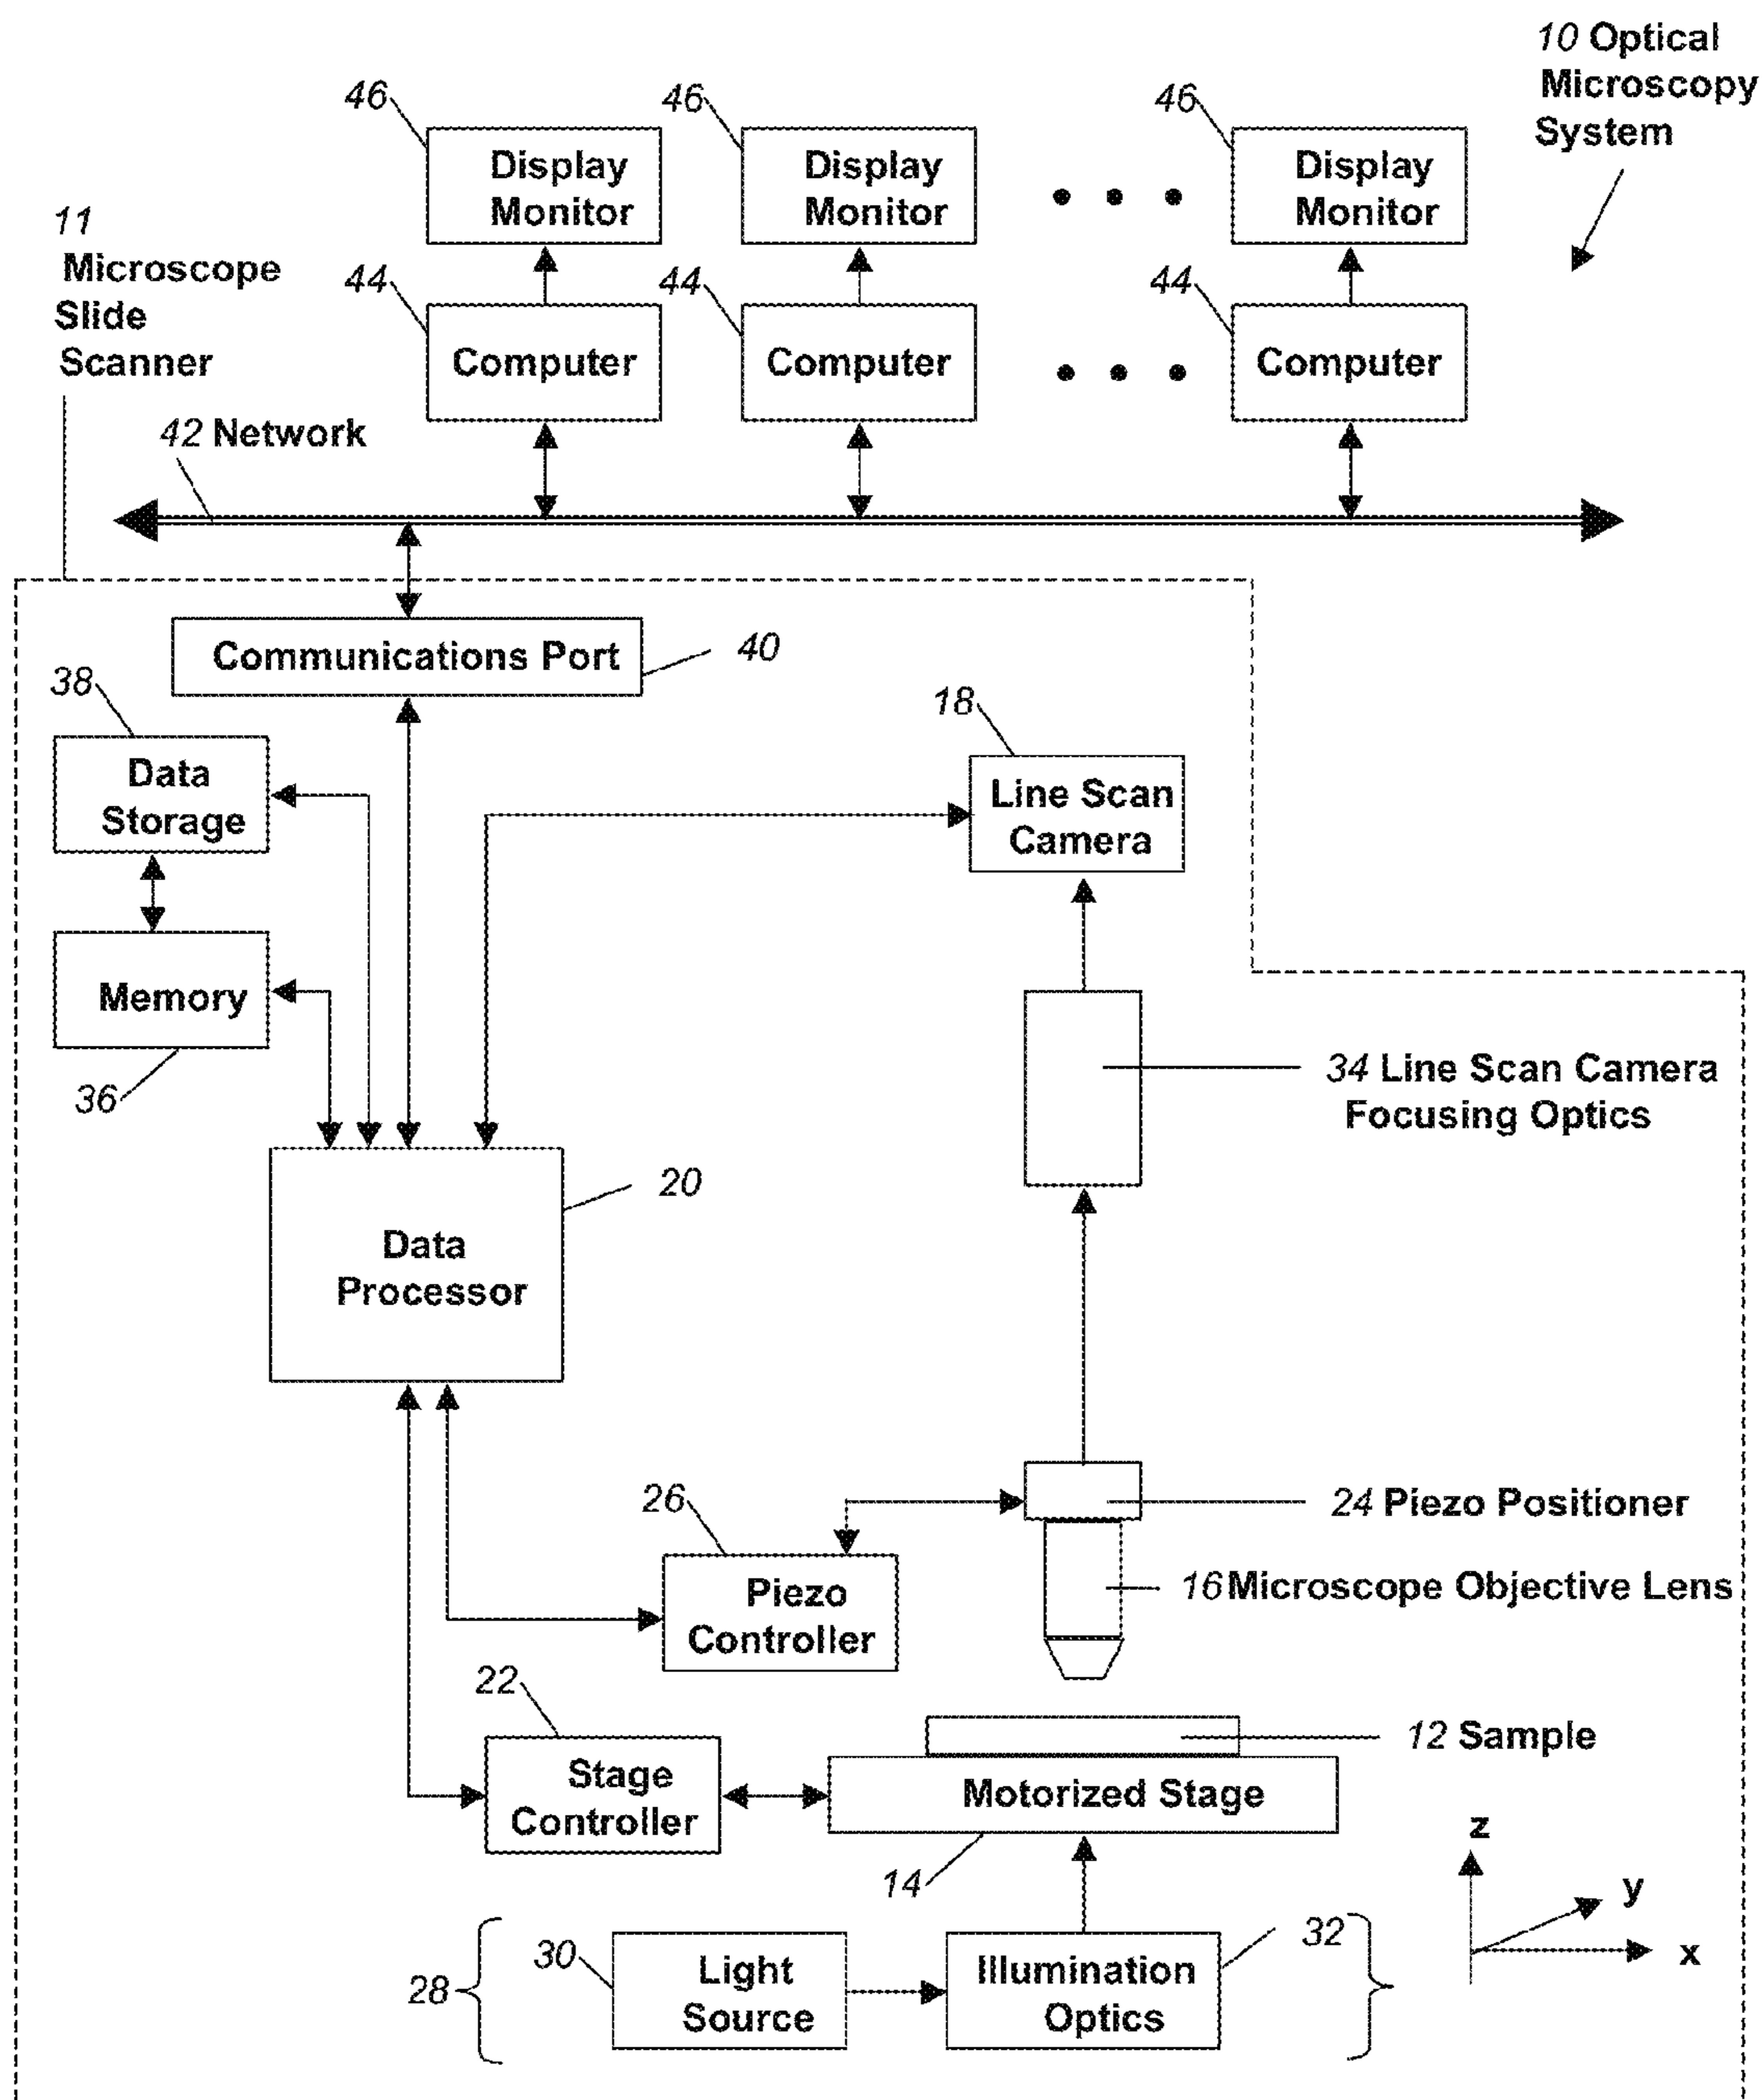 10 Optical
Microscopy
System
46
46
46
Display
Monitor
Display
Monitor
Display
Monitor
11
Microscope
Slide
Scanner
44
44
44
Computer
Computer
Computer
42 Network
Communications Port
40
38
18
Data
Storage
Line Scan
Camera
Memory
36
34 Line Scan Camera
Focusing Optics
20
Data
Processor
26
24 Piezo Positioner
Piezo
Controller
16 Microscope Objective Lens
22
12 Sample
Stage
Controller
Motorized Stage
14
z
y
x
28
30
Light
Source
Illumination
Optics
32